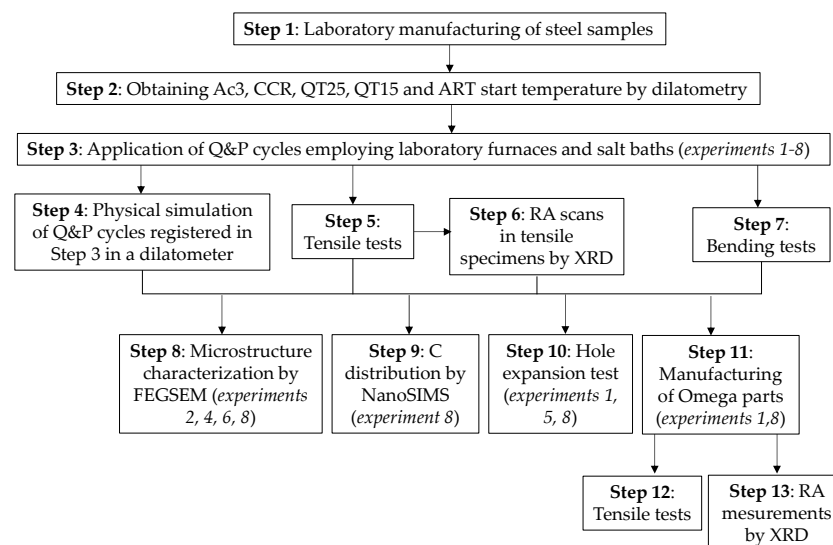 Step 1: Laboratory manufacturing of steel samples
Step 2: Obtaining Ac3, CCR, QT25, QT15 and ART start temperature by dilatometry
Step 3: Application of Q&P cycles employing laboratory furnaces and salt baths (experiments 1-8)
Step 4: Physical simulation
of Q&P cycles registered in
Step 3 in a dilatometer
Step 5:
Tensile tests
Step 6: RA scans
in tensile
specimens by XRD
Step 7:
Bending tests
Step 8: Microstructure
characterization by
FEGSEM (experiments
2, 4, 6, 8)
Step 9: C
distribution by
NanoSIMS
(experiment 8)
Step 10: Hole
expansion test
(experiments 1,
5, 8)
Step 11:
Manufacturing
of Omega parts
(experiments 1,8)
Step 12:
Tensile tests
Step 13: RA
mesurements
by XRD